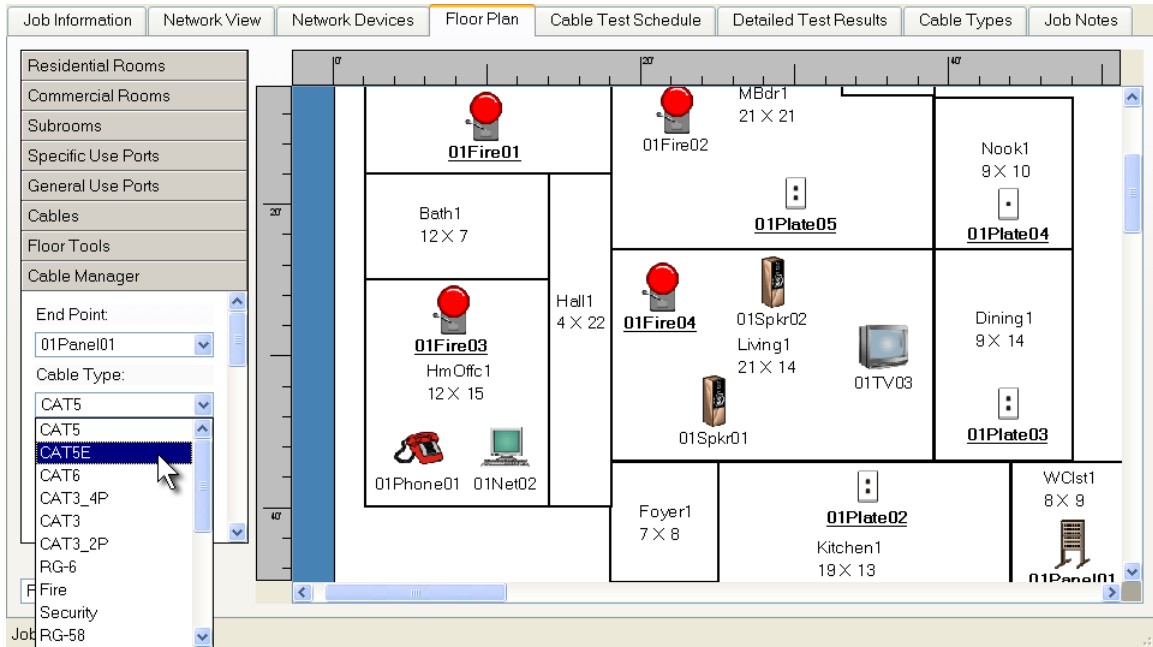 Job Information
Network View
Network Devices
Floor Plan
Cable Test Schedule
Detailed Test Results
Cable Types
Job Notes
Residential Rooms
Commercial Rooms
Subrooms
Specific Use Ports
General Use Ports
Cables
Floor Tools
Cable Manager
End Point:
01Panel01
Cable Type:
CAT5
CAT5
CAT5E
CAT6
CAT3_4P
CAT3
CAT3_2P
RG-6
Fire
Security
RG-58
F
Job
0'
20'
40'
20'
40'
01Fire01
01Fire02
MBdr1
21 X 21
Nook1
9 X 10
01Plate05
01Plate04
Bath1
12 X 7
Hall1
4 X 22
01Fire03
HmOffc1
12 X 15
01Phone01
01Net02
01Fire04
01Spkr02
Living1
21 X 14
01TV03
01Spkr01
Dining1
9 X 14
01Plate03
Foyer1
7 X 8
01Plate02
Kitchen1
19 X 13
WClst1
8 X 9
01Panel01